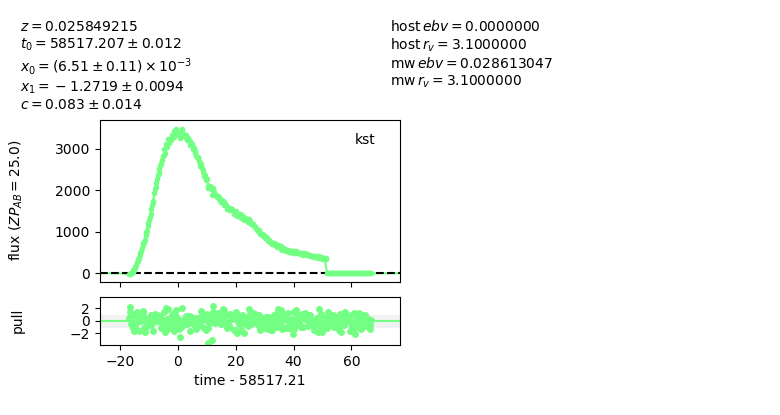 z = 0.025849215
t₀ = 58517.207 ± 0.012
x₀ = (6.51 ± 0.11) × 10⁻³
x₁ = −1.2719 ± 0.0094
c = 0.083 ± 0.014
host ebv = 0.0000000
host r_v = 3.1000000
mw ebv = 0.028613047
mw r_v = 3.1000000
kst
flux (ZP_AB = 25.0)
3000
2000
1000
0
pull
2
0
−2
−20 0 20 40 60
time - 58517.21